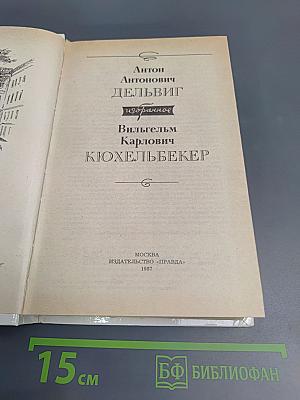 Антон
Антонович
ДЕЛЬВИГ
избранное
Вильгельм
Карлович
КЮХЕЛЬБЕКЕР
МОСКВА
ИЗДАТЕЛЬСТВО «ПРАВДА»
1987
15 см
БФ БИБЛИОФАН